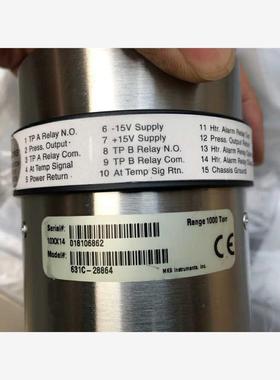 1 TP A Relay N.O.
2 Press. Output
3 TP A Relay Com.
4 At Temp Signal
5 Power Return
6 -15V Supply
7 +15V Supply
8 TP B Relay N.O.
9 TP B Relay Com.
10 At Temp Sig Rtn.
11 Htr. Alarm Relay
12 Press. Output Return
13 Htr. Alarm Relay
14 Htr. Alarm Relay
15 Chassis Ground
Serial#:
10XX14 018106862
Model#:
631C-28864
Range 1000 Torr
CE
MKS Instruments, Inc.